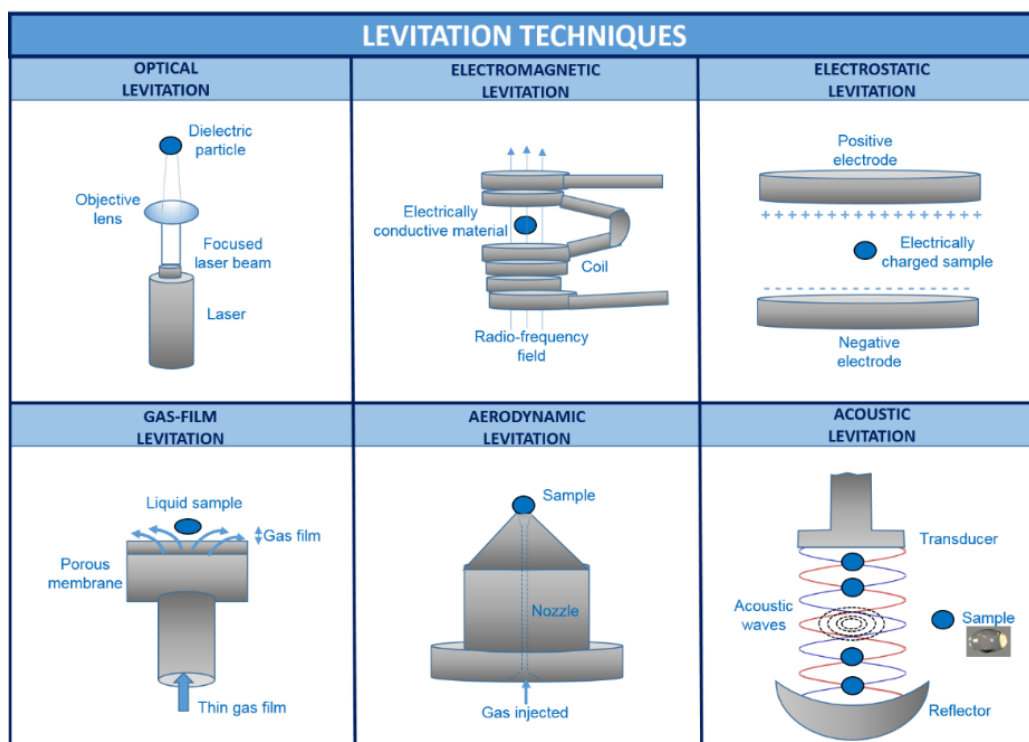 LEVITATION TECHNIQUES
OPTICAL
LEVITATION
Dielectric
particle
Objective
lens
Focused
laser beam
Laser
ELECTROMAGNETIC
LEVITATION
Electrically
conductive material
Coil
Radio-frequency
field
ELECTROSTATIC
LEVITATION
Positive
electrode
+ + + + + + + + + + + + +
Electrically
charged sample
- - - - - - - - - - - - -
Negative
electrode
GAS-FILM
LEVITATION
Liquid sample
Gas film
Porous
membrane
Thin gas film
AERODYNAMIC
LEVITATION
Sample
Nozzle
Gas injected
ACOUSTIC
LEVITATION
Transducer
Acoustic
waves
Sample
Reflector